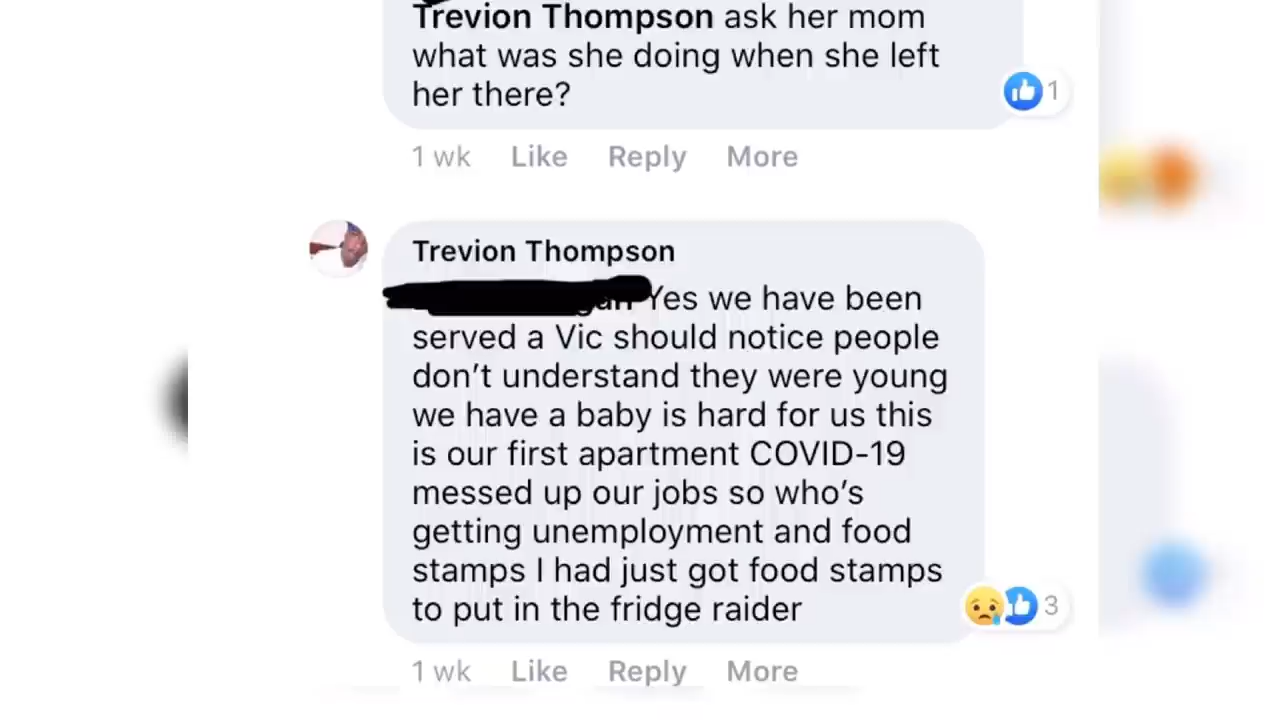 Trevion Thompson ask her mom
what was she doing when she left
her there?
1
1 wk Like Reply More
Trevion Thompson
Yes we have been
served a Vic should notice people
don't understand they were young
we have a baby is hard for us this
is our first apartment COVID-19
messed up our jobs so who's
getting unemployment and food
stamps I had just got food stamps
to put in the fridge raider
3
1 wk Like Reply More